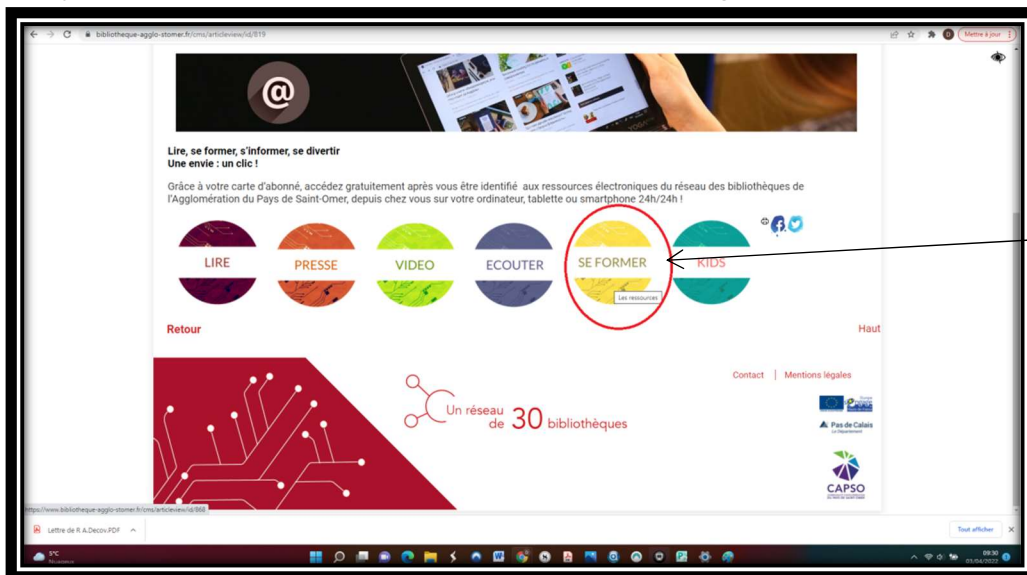 bibliotheque-agglo-stomer.fr/cms/articleview/id/819
D
Mettre à jour
@
Lire, se former, s'informer, se divertir
Une envie : un clic !
Grâce à votre carte d'abonné, accédez gratuitement après vous être identifié aux ressources électroniques du réseau des bibliothèques de
l'Agglomération du Pays de Saint-Omer, depuis chez vous sur votre ordinateur, tablette ou smartphone 24h/24h !
LIRE
PRESSE
VIDEO
ECOUTER
SE FORMER
KIDS
Les ressources
Retour
Haut
Contact | Mentions légales
Un réseau
de 30 bibliothèques
Pas de Calais
Le Département
CAPSO
https://www.bibliotheque-agglo-stomer.fr/cms/articleview/id/868
Lettre de R A.Decov.PDF
Tout afficher
5°C
09:30
03/04/2022